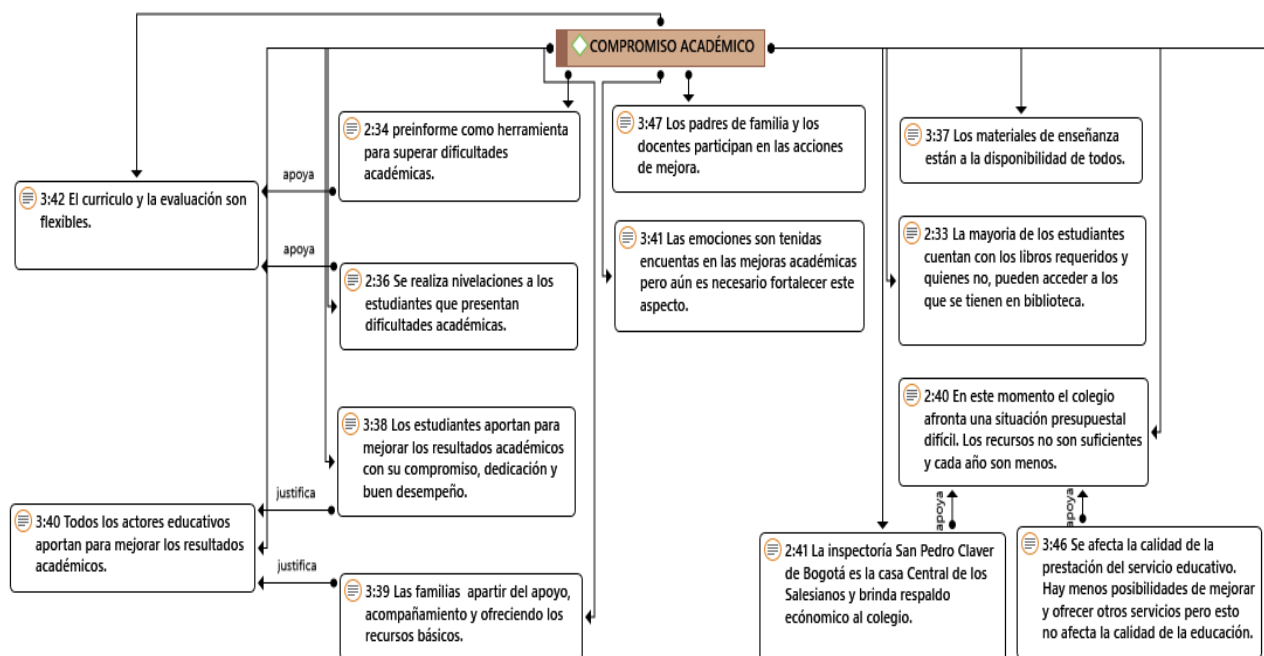 COMPROMISO ACADÉMICO
2:34 preinforme como herramienta
para superar dificultades
académicas.
3:47 Los padres de familia y los
docentes participan en las acciones
de mejora.
3:37 Los materiales de enseñanza
están a la disponibilidad de todos.
apoya
3:42 El curriculo y la evaluación son
flexibles.
apoya
3:41 Las emociones son tenidas
encuentas en las mejoras académicas
pero aún es necesario fortalecer este
aspecto.
2:33 La mayoria de los estudiantes
cuentan con los libros requeridos y
quienes no, pueden acceder a los
que se tienen en biblioteca.
2:36 Se realiza nivelaciones a los
estudiantes que presentan
dificultades académicas.
2:40 En este momento el colegio
afronta una situación presupuestal
difícil. Los recursos no son suficientes
y cada año son menos.
3:38 Los estudiantes aportan para
mejorar los resultados académicos
con su compromiso, dedicación y
buen desempeño.
justifica
3:40 Todos los actores educativos
aportan para mejorar los resultados
académicos.
justifica
3:39 Las familias apartir del apoyo,
acompañamiento y ofreciendo los
recursos básicos.
apoya
apoya
2:41 La inspectoría San Pedro Claver
de Bogotá es la casa Central de los
Salesianos y brinda respaldo
ecónomico al colegio.
3:46 Se afecta la calidad de la
prestación del servicio educativo.
Hay menos posibilidades de mejorar
y ofrecer otros servicios pero esto
no afecta la calidad de la educación.